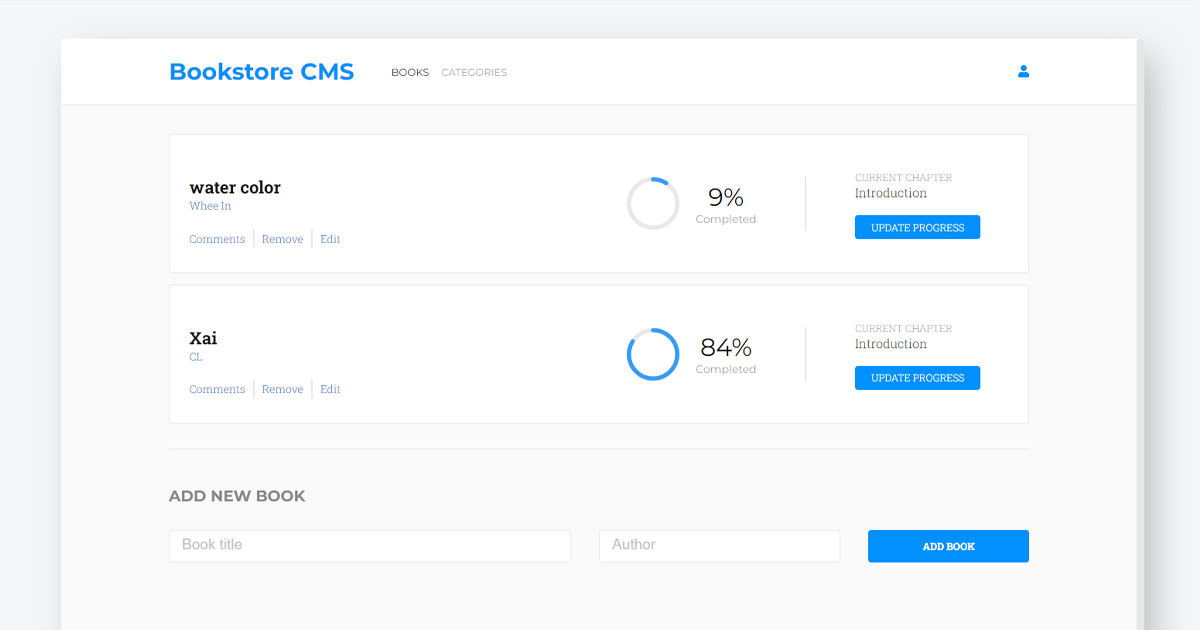 Bookstore CMS
BOOKS CATEGORIES
water color
Whee In
Comments Remove Edit
9%
Completed
CURRENT CHAPTER
Introduction
UPDATE PROGRESS
Xai
CL
Comments Remove Edit
84%
Completed
CURRENT CHAPTER
Introduction
UPDATE PROGRESS
ADD NEW BOOK
Book title
Author
ADD BOOK